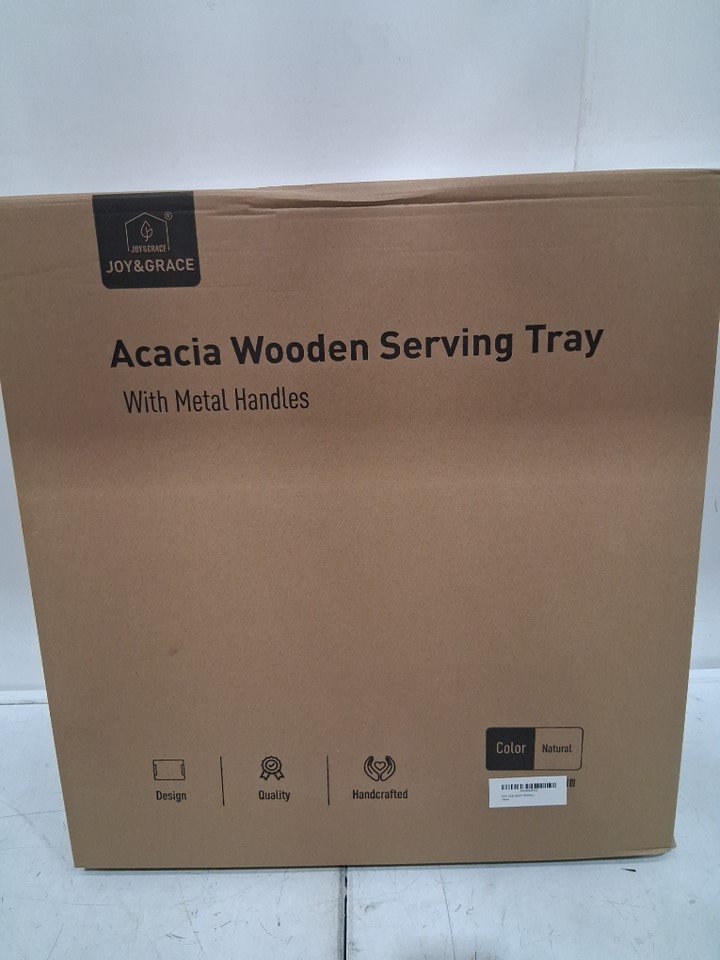 JOY&GRACE
JOY&GRACE
Acacia Wooden Serving Tray
With Metal Handles
Design
Quality
Handcrafted
Color
Natural